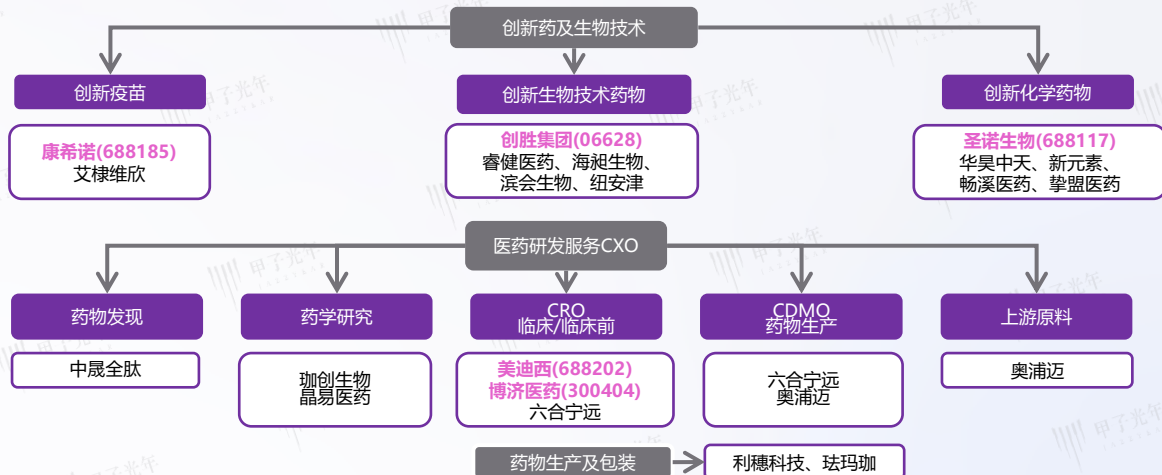 创新药及生物技术
创新疫苗
创新生物技术药物
创新化学药物
康希诺(688185)
艾棣维欣
创胜集团(06628)
睿健医药、海昶生物、
滨会生物、纽安津
圣诺生物(688117)
华昊中天、新元素、
畅溪医药、挚盟医药
医药研发服务CXO
药物发现
药学研究
CRO
临床/临床前
CDMO
药物生产
上游原料
中晟全肽
珈创生物
晶易医药
美迪西(688202)
博济医药(300404)
六合宁远
六合宁远
奥浦迈
奥浦迈
药物生产及包装
利穗科技、珐玛珈
甲子光年